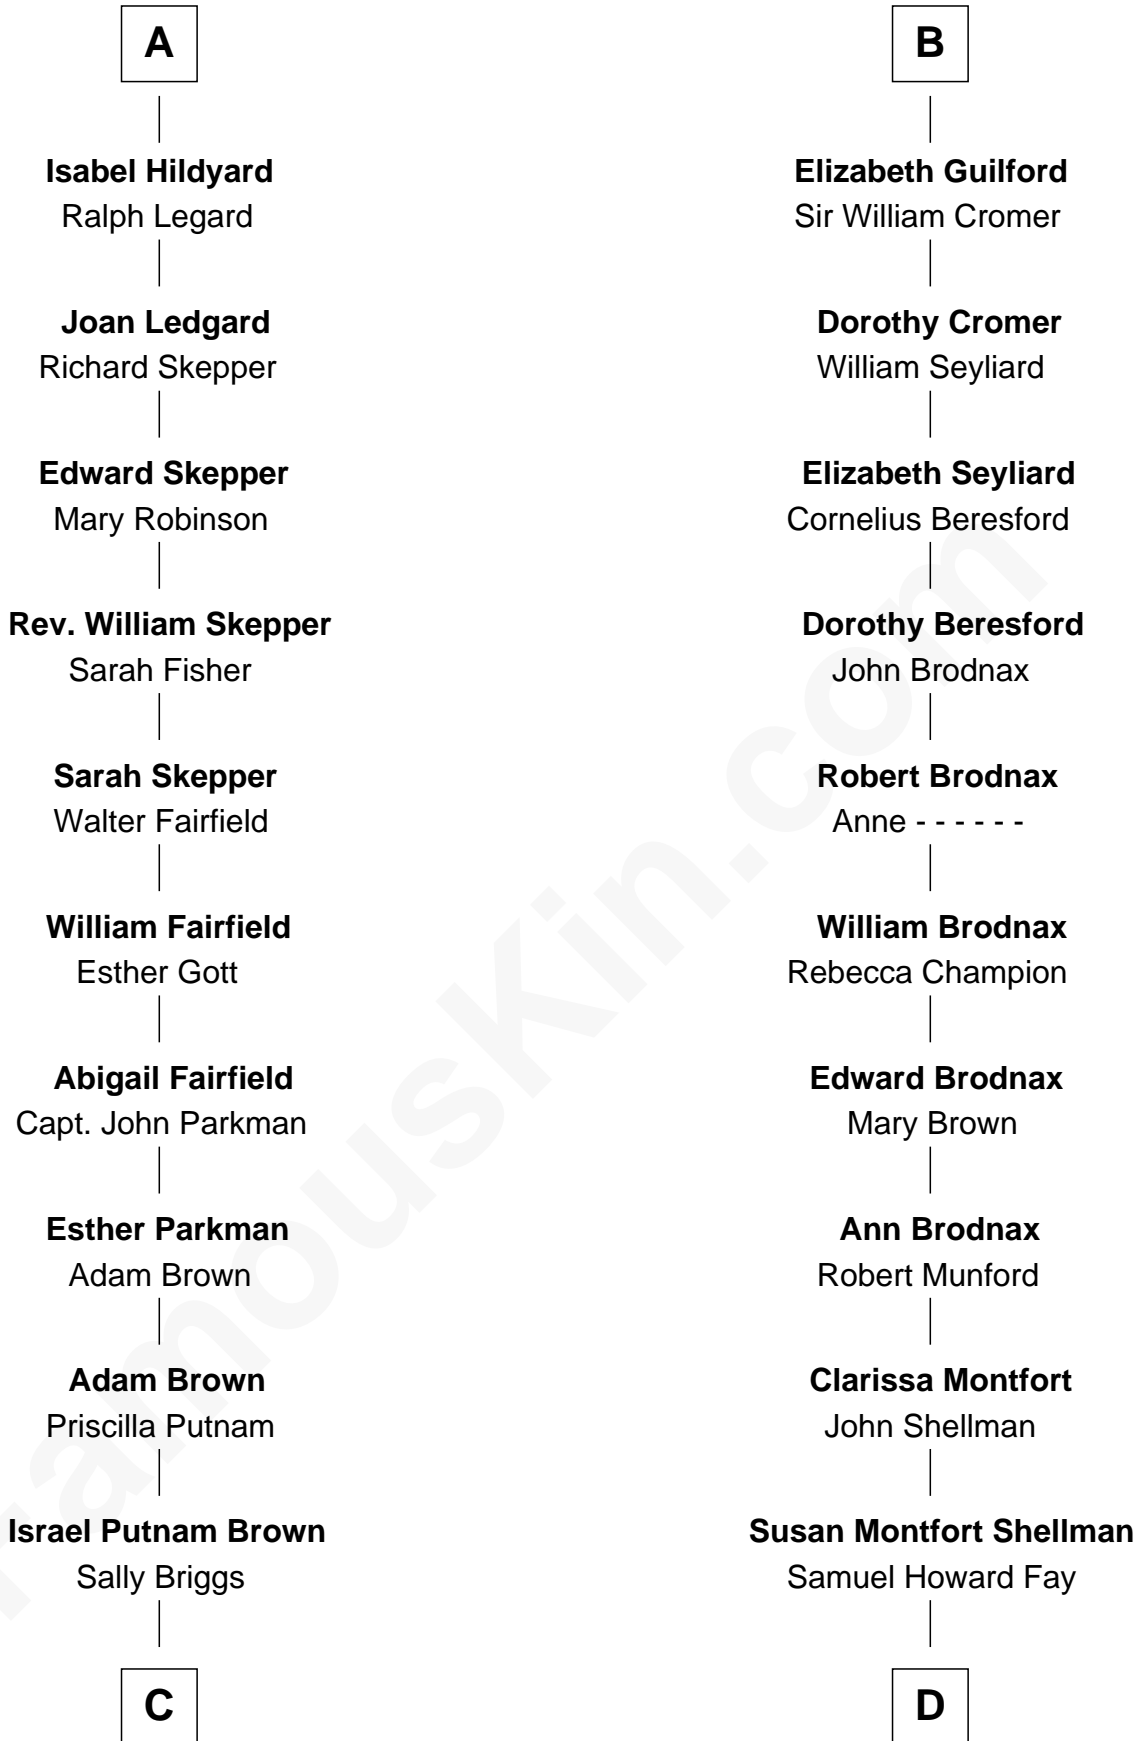 A
Isabel Hildyard
Ralph Legard
Joan Ledgard
Richard Skepper
Edward Skepper
Mary Robinson
Rev. William Skepper
Sarah Fisher
Sarah Skepper
Walter Fairfield
William Fairfield
Esther Gott
Abigail Fairfield
Capt. John Parkman
Esther Parkman
Adam Brown
Adam Brown
Priscilla Putnam
Israel Putnam Brown
Sally Briggs
C
B
Elizabeth Guilford
Sir William Cromer
Dorothy Cromer
William Seyliard
Elizabeth Seyliard
Cornelius Beresford
Dorothy Beresford
John Brodnax
Robert Brodnax
Anne - - - - - -
William Brodnax
Rebecca Champion
Edward Brodnax
Mary Brown
Ann Brodnax
Robert Munford
Clarissa Montfort
John Shellman
Susan Montfort Shellman
Samuel Howard Fay
D
FamousKin.com